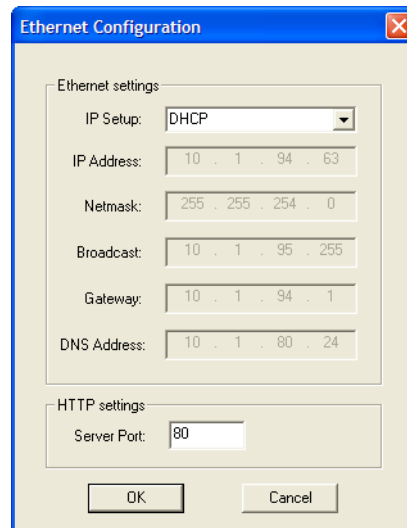 Ethernet Configuration
Ethernet settings
IP Setup: DHCP
IP Address: 10 . 1 . 94 . 63
Netmask: 255 . 255 . 254 . 0
Broadcast: 10 . 1 . 95 . 255
Gateway: 10 . 1 . 94 . 1
DNS Address: 10 . 1 . 80 . 24
HTTP settings
Server Port: 80
OK Cancel